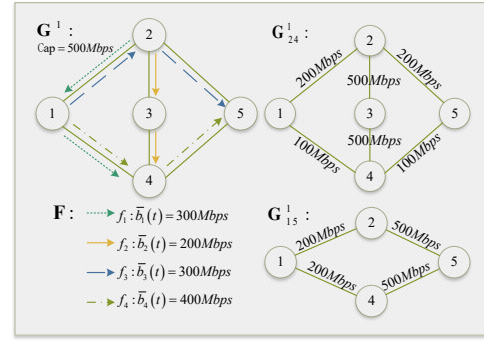 G¹ :
Cap = 500Mbps
2
1
3
5
4
F :
f₁ : b̅₁(t) = 300Mbps
f₂ : b̅₂(t) = 200Mbps
f₃ : b̅₃(t) = 300Mbps
f₄ : b̅₄(t) = 400Mbps
G¹₂₄ :
2
200Mbps
200Mbps
500Mbps
1
3
5
500Mbps
100Mbps
100Mbps
4
G¹₁₅ :
2
200Mbps
500Mbps
1
5
200Mbps
500Mbps
4